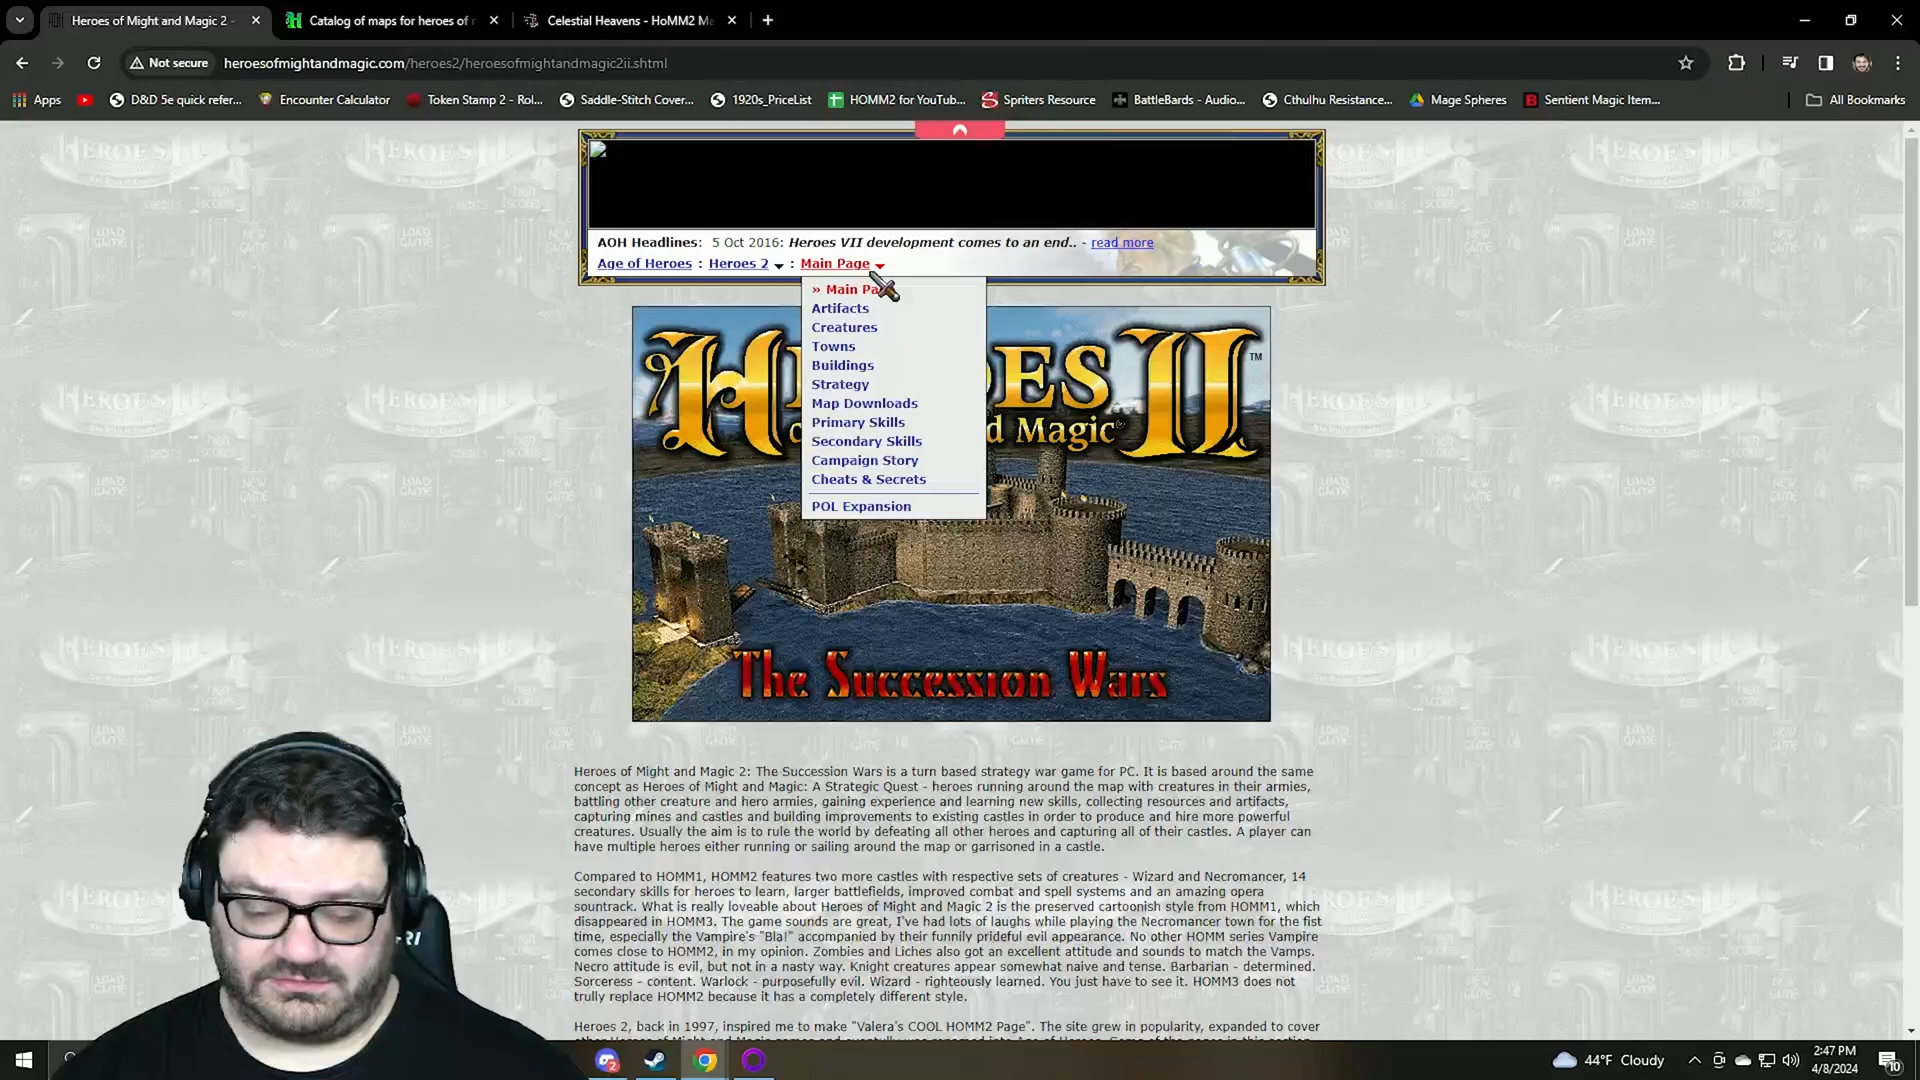 Heroes of Might and Magic 2 -
Catalog of maps for heroes of
Celestial Heavens - HoMM2 Ma
Not secure
heroesofmightandmagic.com/heroes2/heroesofmightandmagic2ii.shtml
Apps
D&D 5e quick refer...
Encounter Calculator
Token Stamp 2 - Rol...
Saddle-Stitch Cover...
1920s_PriceList
HOMM2 for YouTub...
Spriters Resource
BattleBards - Audio...
Cthulhu Resistance...
Mage Spheres
Sentient Magic Item...
All Bookmarks
AOH Headlines: 5 Oct 2016: Heroes VII development comes to an end.. - read more
Age of Heroes : Heroes 2 : Main Page
» Main Pa
Artifacts
Creatures
Towns
Buildings
Strategy
Map Downloads
Primary Skills
Secondary Skills
Campaign Story
Cheats & Secrets
POL Expansion
H ES II™
d Magic®
The Succession Wars
Heroes of Might and Magic 2: The Succession Wars is a turn based strategy war game for PC. It is based around the same
concept as Heroes of Might and Magic: A Strategic Quest - heroes running around the map with creatures in their armies,
battling other creature and hero armies, gaining experience and learning new skills, collecting resources and artifacts,
capturing mines and castles and building improvements to existing castles in order to produce and hire more powerful
creatures. Usually the aim is to rule the world by defeating all other heroes and capturing all of their castles. A player can
have multiple heroes either running or sailing around the map or garrisoned in a castle.
Compared to HOMM1, HOMM2 features two more castles with respective sets of creatures - Wizard and Necromancer, 14
secondary skills for heroes to learn, larger battlefields, improved combat and spell systems and an amazing opera
sountrack. What is really loveable about Heroes of Might and Magic 2 is the preserved cartoonish style from HOMM1, which
disappeared in HOMM3. The game sounds are great, I've had lots of laughs while playing the Necromancer town for the fist
time, especially the Vampire's "Bla!" accompanied by their funnily prideful evil appearance. No other HOMM series Vampire
comes close to HOMM2, in my opinion. Zombies and Liches also got an excellent attitude and sounds to match the Vamps.
Necro attitude is evil, but not in a nasty way. Knight creatures appear somewhat naive and tense. Barbarian - determined.
Sorceress - content. Warlock - purposefully evil. Wizard - righteously learned. You just have to see it. HOMM3 does not
trully replace HOMM2 because it has a completely different style.
Heroes 2, back in 1997, inspired me to make "Valera's COOL HOMM2 Page". The site grew in popularity, expanded to cover
44°F Cloudy
2:47 PM
4/8/2024